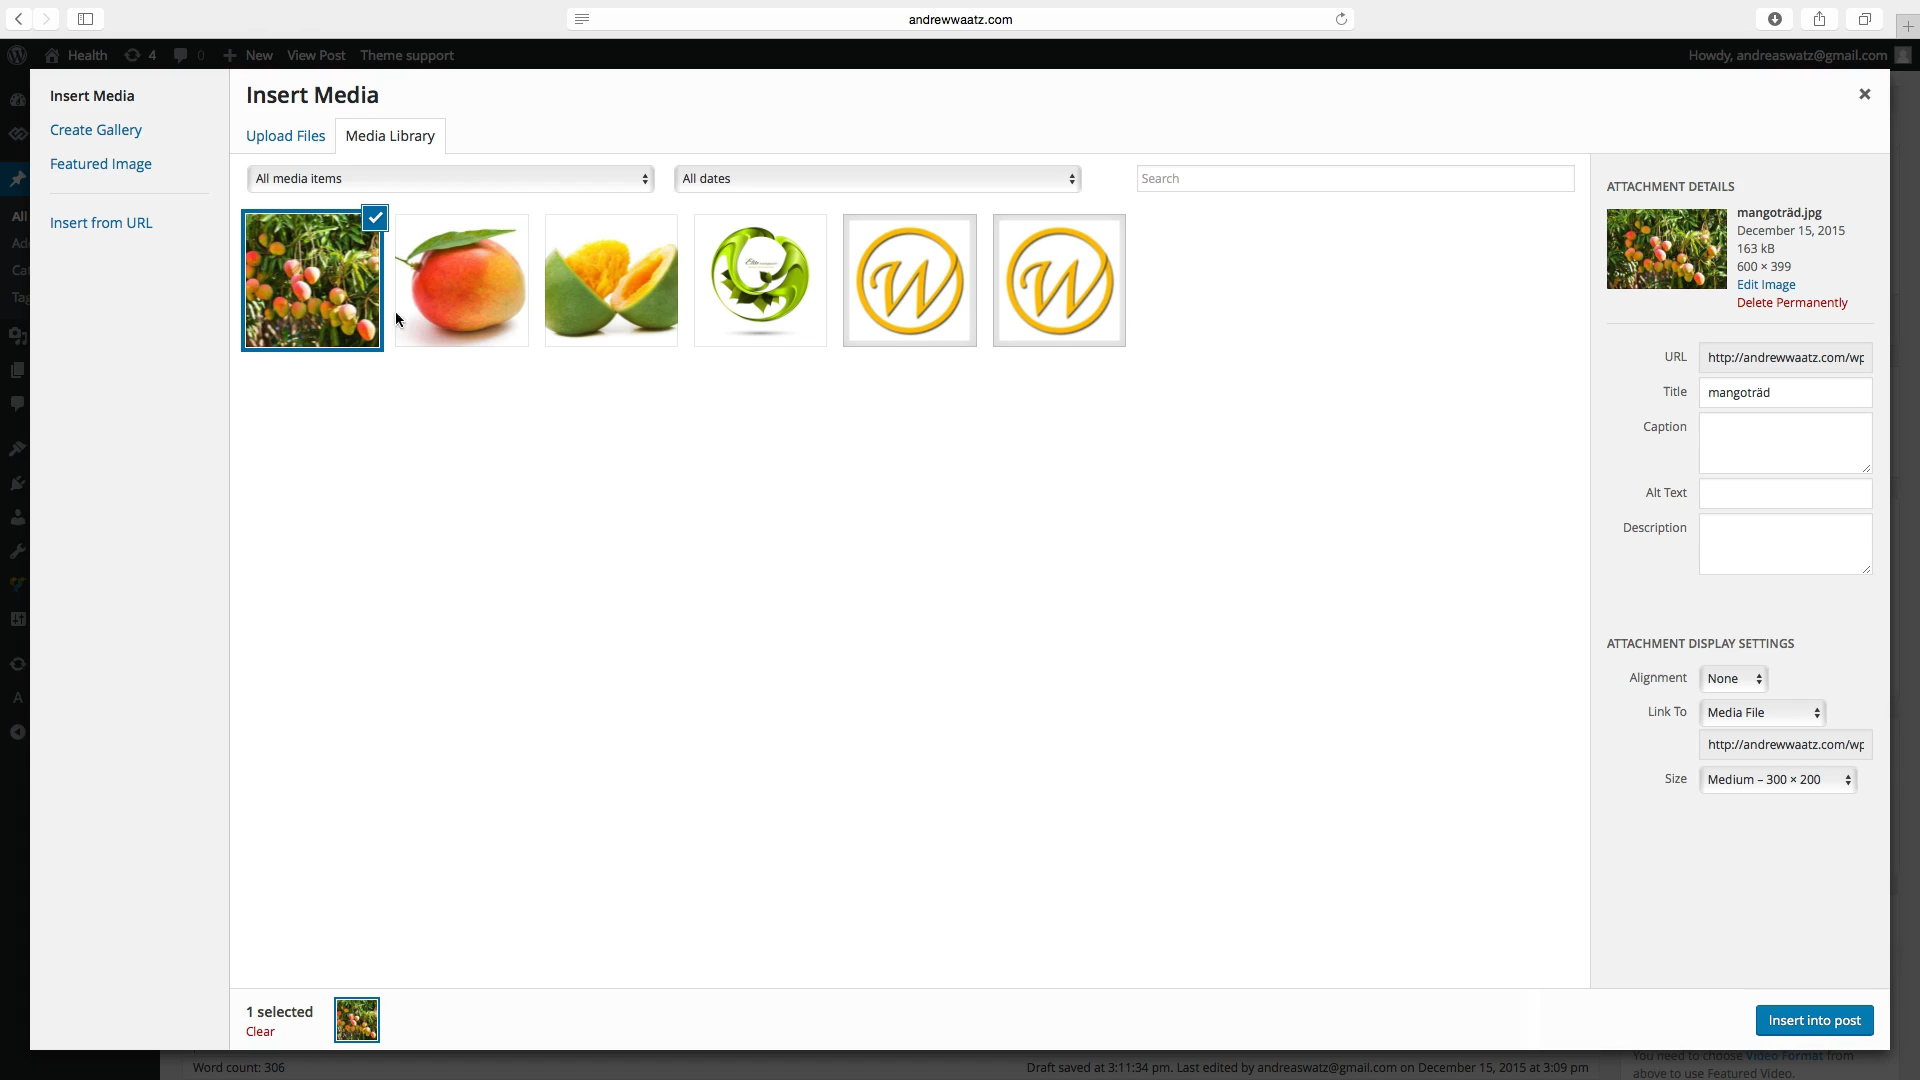 andrewwaatz.com
Health 4 0 New View Post Theme support
Howdy, andreaswatz@gmail.com
Insert Media
Create Gallery
Featured Image
Insert from URL
Insert Media
Upload Files
Media Library
All media items
All dates
Search
ATTACHMENT DETAILS
mangoträd.jpg
December 15, 2015
163 kB
600 × 399
Edit Image
Delete Permanently
URL http://andrewwaatz.com/wp
Title mangoträd
Caption
Alt Text
Description
ATTACHMENT DISPLAY SETTINGS
Alignment None
Link To Media File
http://andrewwaatz.com/wp
Size Medium – 300 × 200
All
Ad
Cat
Tag
A
W
W
1 selected
Clear
Insert into post
Word count: 306
Draft saved at 3:11:34 pm. Last edited by andreaswatz@gmail.com on December 15, 2015 at 3:09 pm
You need to choose Video Format from
above to use Featured Video.